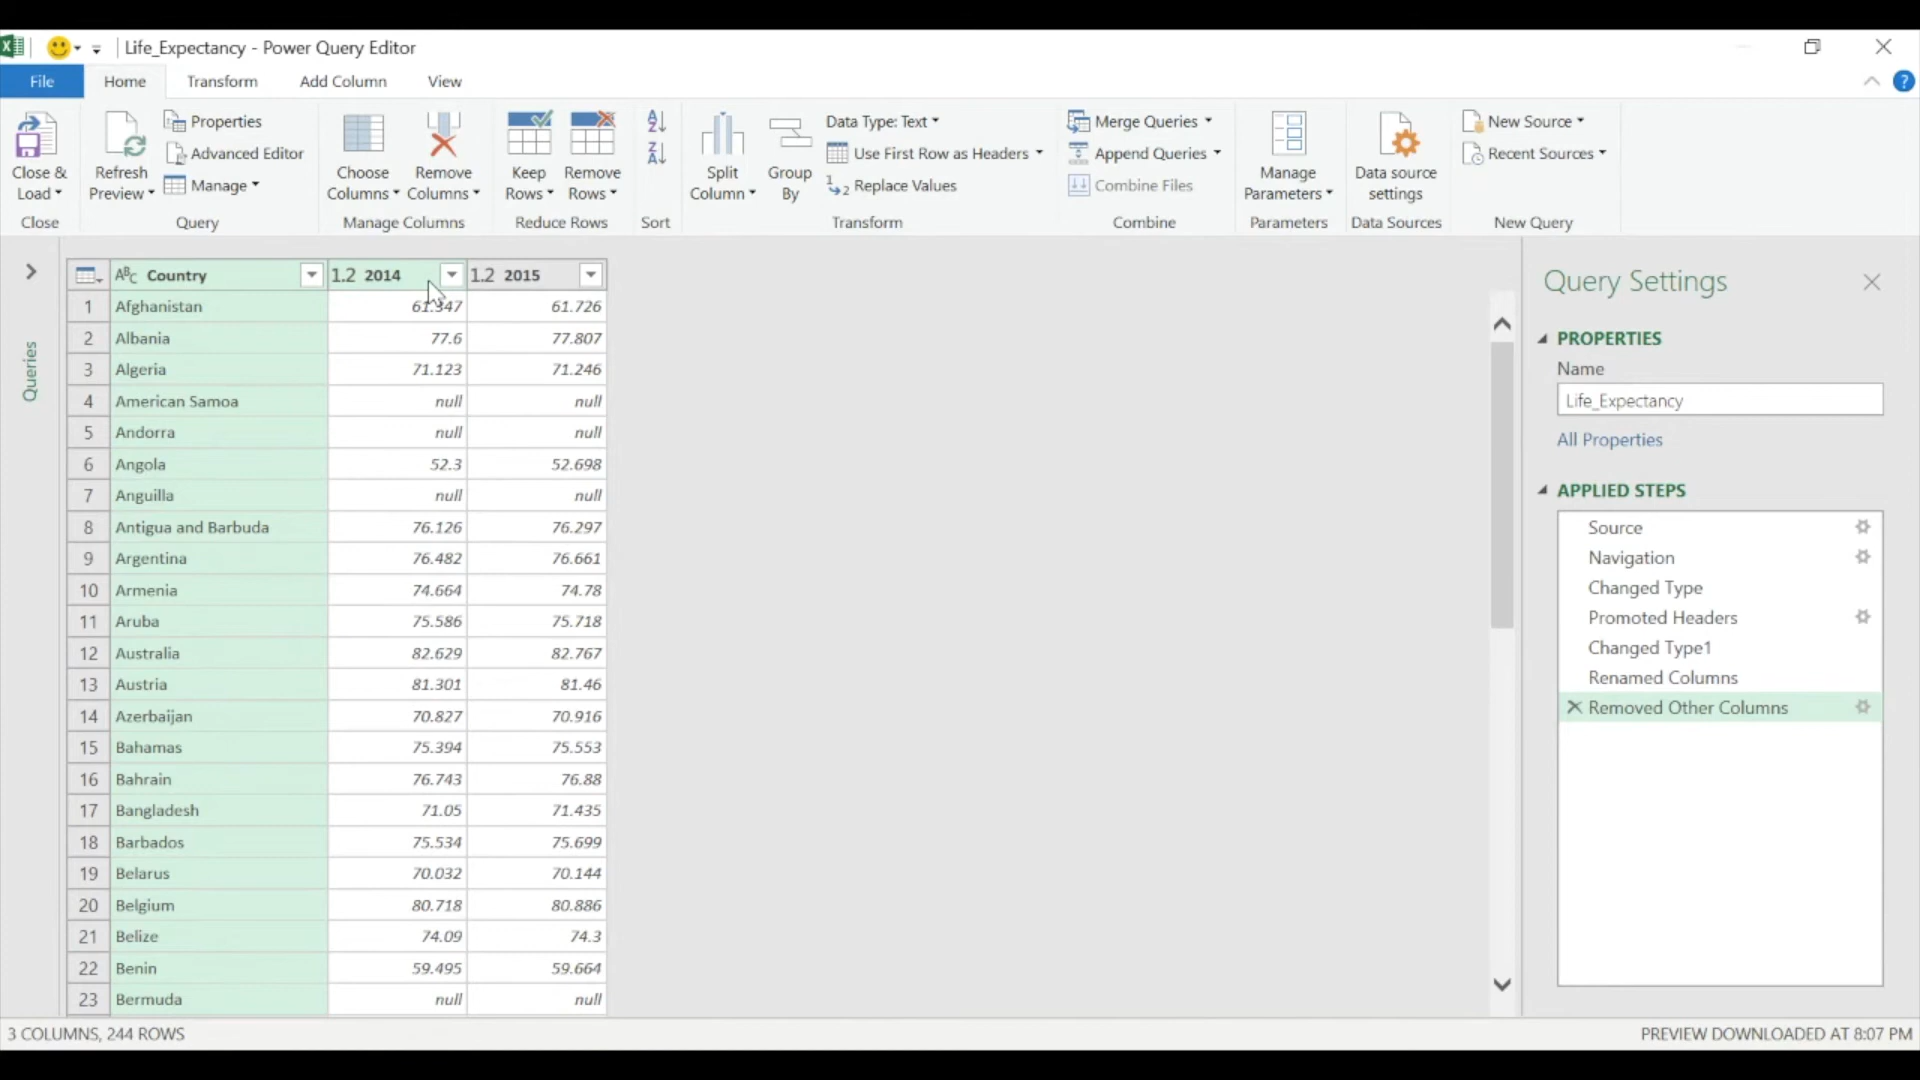 Life_Expectancy - Power Query Editor
File Home Transform Add Column View
Close & Load
Close
Refresh Preview
Properties
Advanced Editor
Manage
Query
Choose Columns
Remove Columns
Manage Columns
Keep Rows
Remove Rows
Reduce Rows
Sort
Split Column
Group By
Data Type: Text
Use First Row as Headers
Replace Values
Transform
Merge Queries
Append Queries
Combine Files
Combine
Manage Parameters
Parameters
Data source settings
Data Sources
New Source
Recent Sources
New Query
Queries
ABC Country 1.2 2014 1.2 2015
1 Afghanistan 61.347 61.726
2 Albania 77.6 77.807
3 Algeria 71.123 71.246
4 American Samoa null null
5 Andorra null null
6 Angola 52.3 52.698
7 Anguilla null null
8 Antigua and Barbuda 76.126 76.297
9 Argentina 76.482 76.661
10 Armenia 74.664 74.78
11 Aruba 75.586 75.718
12 Australia 82.629 82.767
13 Austria 81.301 81.46
14 Azerbaijan 70.827 70.916
15 Bahamas 75.394 75.553
16 Bahrain 76.743 76.88
17 Bangladesh 71.05 71.435
18 Barbados 75.534 75.699
19 Belarus 70.032 70.144
20 Belgium 80.718 80.886
21 Belize 74.09 74.3
22 Benin 59.495 59.664
23 Bermuda null null
Query Settings
PROPERTIES
Name
Life_Expectancy
All Properties
APPLIED STEPS
Source
Navigation
Changed Type
Promoted Headers
Changed Type1
Renamed Columns
Removed Other Columns
3 COLUMNS, 244 ROWS
PREVIEW DOWNLOADED AT 8:07 PM